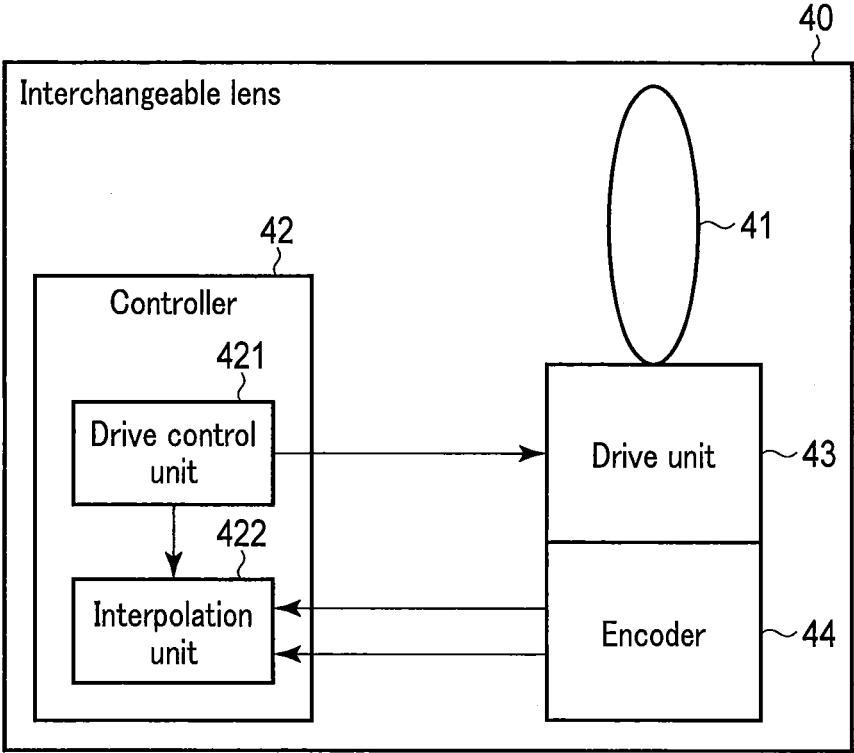 40
Interchangeable lens
41
42
Controller
421
Drive control
unit
Drive unit
43
422
Interpolation
unit
Encoder
44